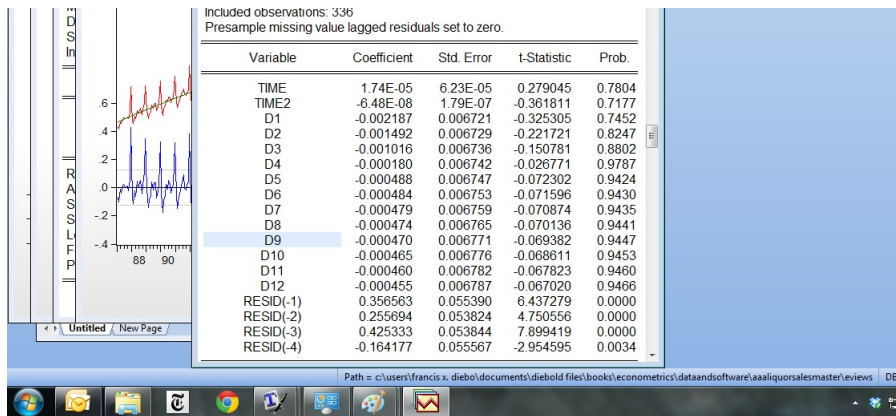 D
S
In
Included observations: 336
Presample missing value lagged residuals set to zero.
Variable Coefficient Std. Error t-Statistic Prob.
TIME 1.74E-05 6.23E-05 0.279045 0.7804
TIME2 -6.48E-08 1.79E-07 -0.361811 0.7177
D1 -0.002187 0.006721 -0.325305 0.7452
D2 -0.001492 0.006729 -0.221721 0.8247
D3 -0.001016 0.006736 -0.150781 0.8802
D4 -0.000180 0.006742 -0.026771 0.9787
D5 -0.000488 0.006747 -0.072302 0.9424
D6 -0.000484 0.006753 -0.071596 0.9430
D7 -0.000479 0.006759 -0.070874 0.9435
D8 -0.000474 0.006765 -0.070136 0.9441
D9 -0.000470 0.006771 -0.069382 0.9447
D10 -0.000465 0.006776 -0.068611 0.9453
D11 -0.000460 0.006782 -0.067823 0.9460
D12 -0.000455 0.006787 -0.067020 0.9466
RESID(-1) 0.356563 0.055390 6.437279 0.0000
RESID(-2) 0.255694 0.053824 4.750556 0.0000
RESID(-3) 0.425333 0.053844 7.899419 0.0000
RESID(-4) -0.164177 0.055567 -2.954595 0.0034
.6
.4
.2
.0
-.2
-.4
88 90
R
A
S
S
L
F
P
Untitled New Page
Path = c:\users\francis x. diebo\documents\diebold files\books\econometrics\dataandsoftware\aaaliquorsalesmaster\eviews DE